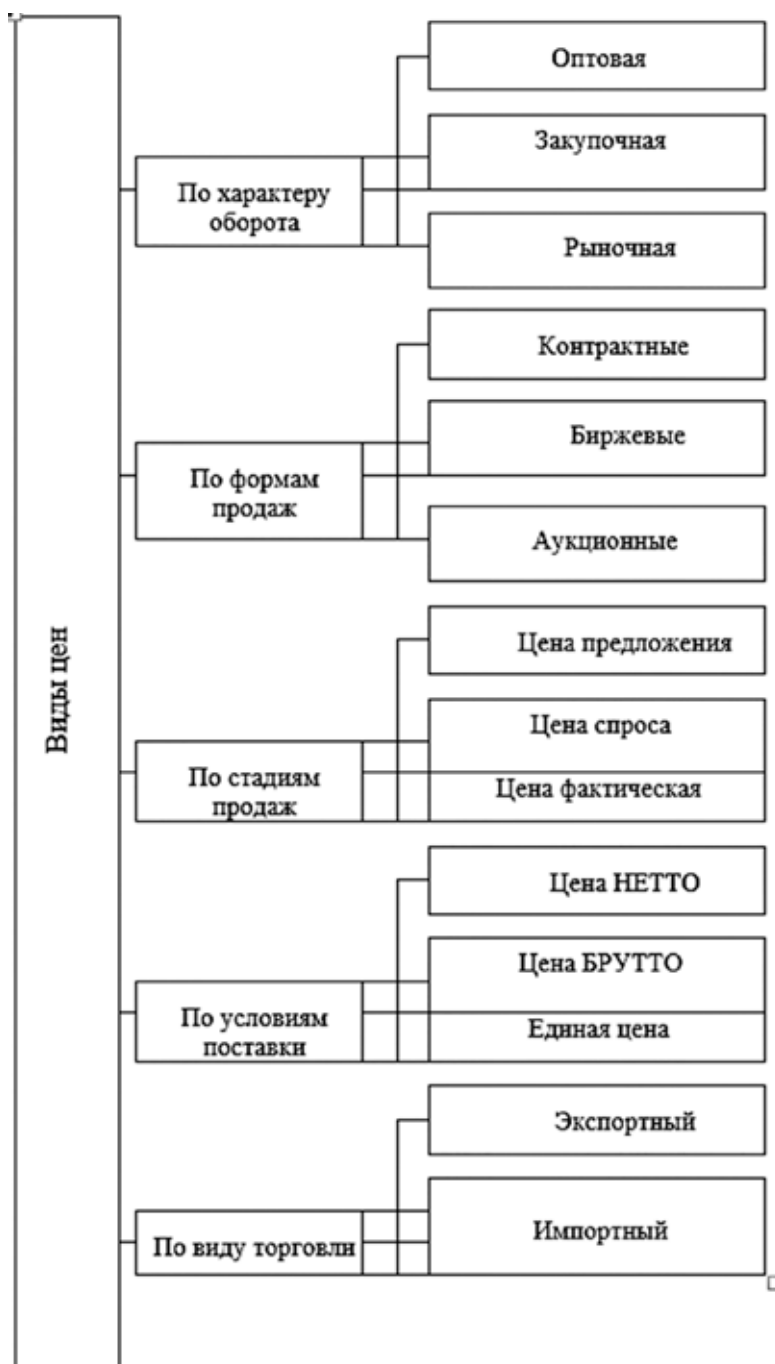 Виды цен
По характеру
оборота
Оптовая
Закупочная
Рыночная
По формам
продаж
Контрактные
Биржевые
Аукционные
По стадиям
продаж
Цена предложения
Цена спроса
Цена фактическая
По условиям
поставки
Цена НЕТТО
Цена БРУТТО
Единая цена
По виду торговли
Экспортный
Импортный